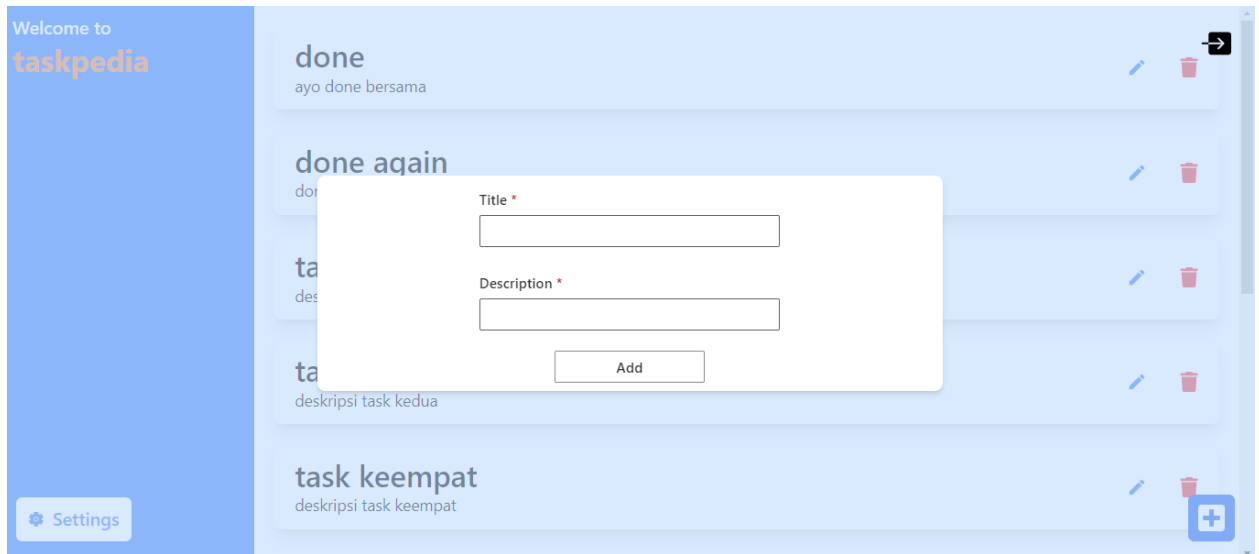 Welcome to
taskpedia
done
ayo done bersama
done again
Title *
Description *
Add
deskripsi task kedua
task keempat
deskripsi task keempat
Settings